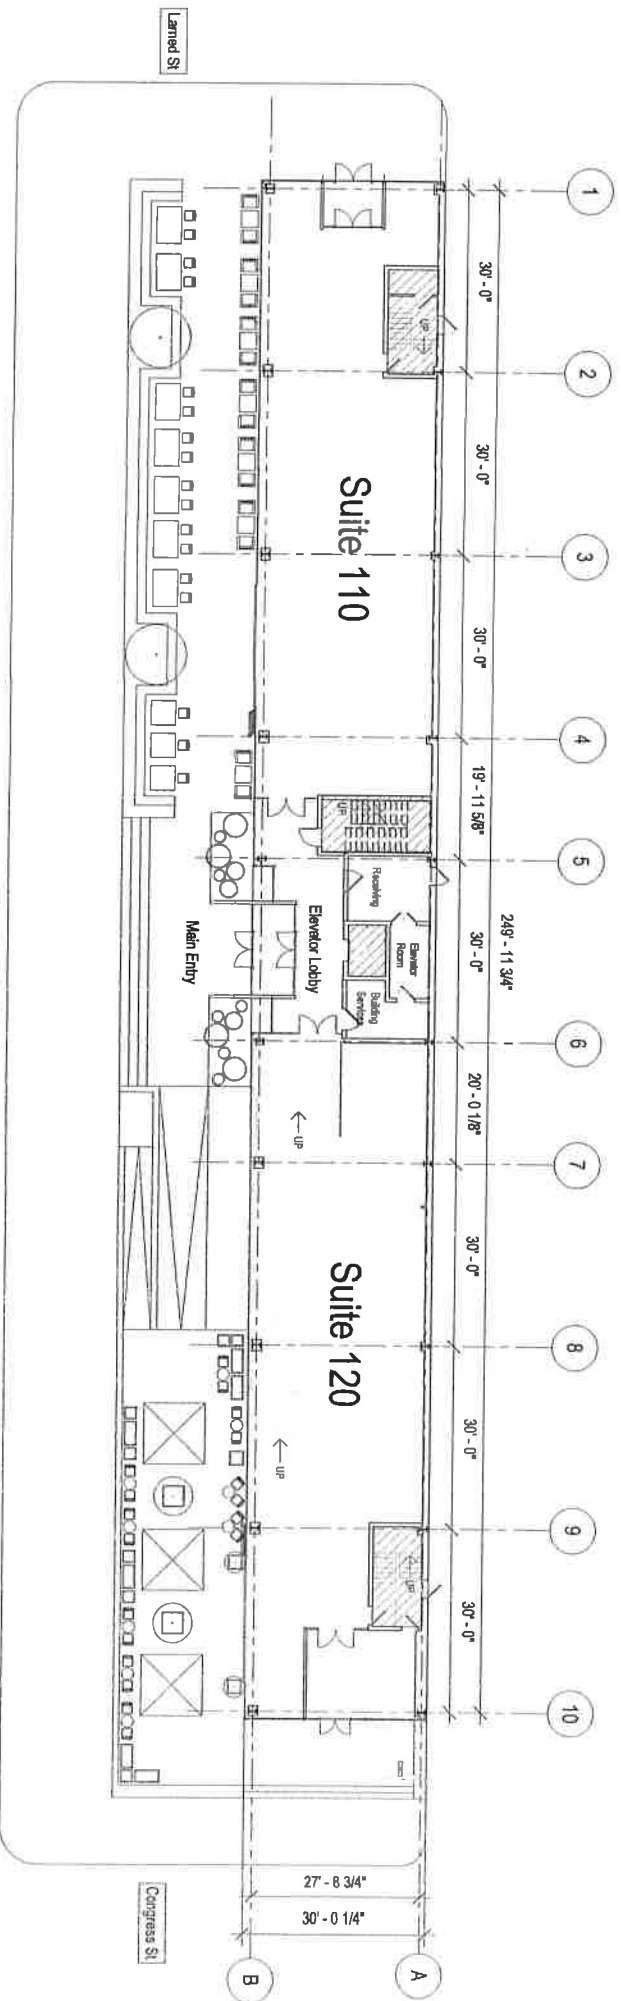 Larned St
1
2
3
4
5
6
7
8
9
10
249' - 11 3/4"
30' - 0"
30' - 0"
30' - 0"
19' - 11 5/8"
30' - 0"
20' - 0 1/8"
30' - 0"
30' - 0"
30' - 0"
UP
Suite 110
UP
Receiving
Elevator
Room
Building
Services
Elevator Lobby
Main Entry
UP
Suite 120
UP
UP
27' - 8 3/4"
30' - 0 1/4"
A
B
Congress St.